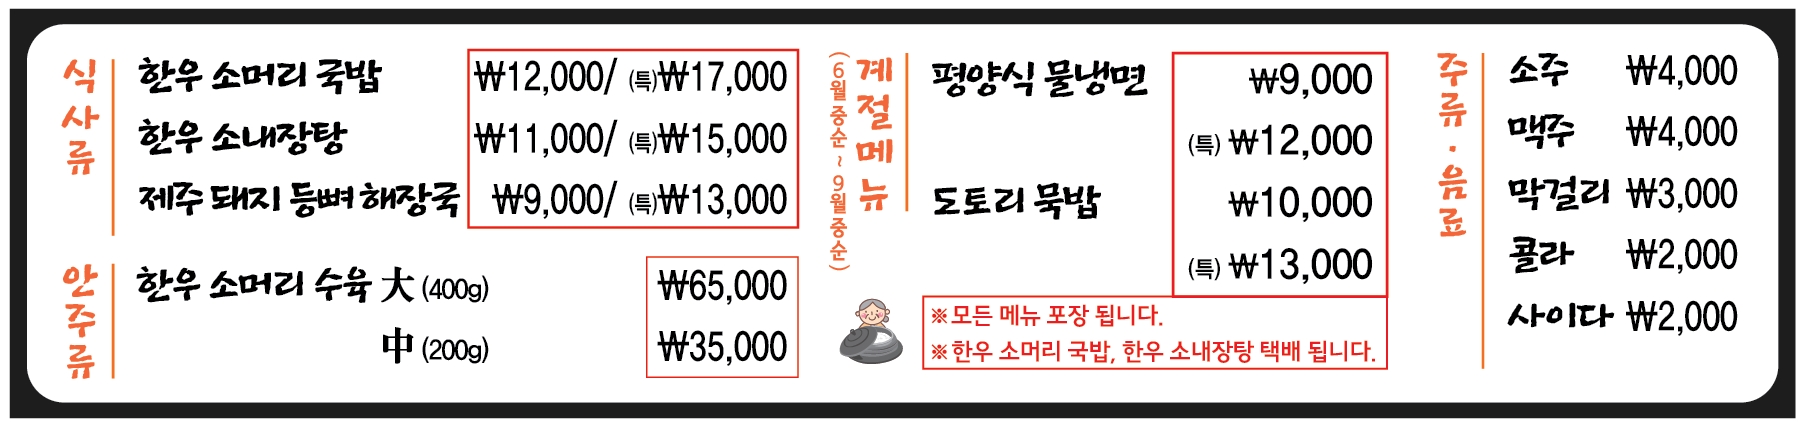 식사류
한우 소머리 국밥 ₩12,000/ (특)₩17,000
한우 소내장탕 ₩11,000/ (특)₩15,000
제주 돼지 등뼈 해장국 ₩9,000/ (특)₩13,000
안주류
한우 소머리 수육 大 (400g) ₩65,000
中 (200g) ₩35,000
계절메뉴
(6월중순~9월중순)
평양식 물냉면 ₩9,000
(특) ₩12,000
도토리 묵밥 ₩10,000
(특) ₩13,000
※모든 메뉴 포장 됩니다.
※한우 소머리 국밥, 한우 소내장탕 택배 됩니다.
주류·음료
소주 ₩4,000
맥주 ₩4,000
막걸리 ₩3,000
콜라 ₩2,000
사이다 ₩2,000